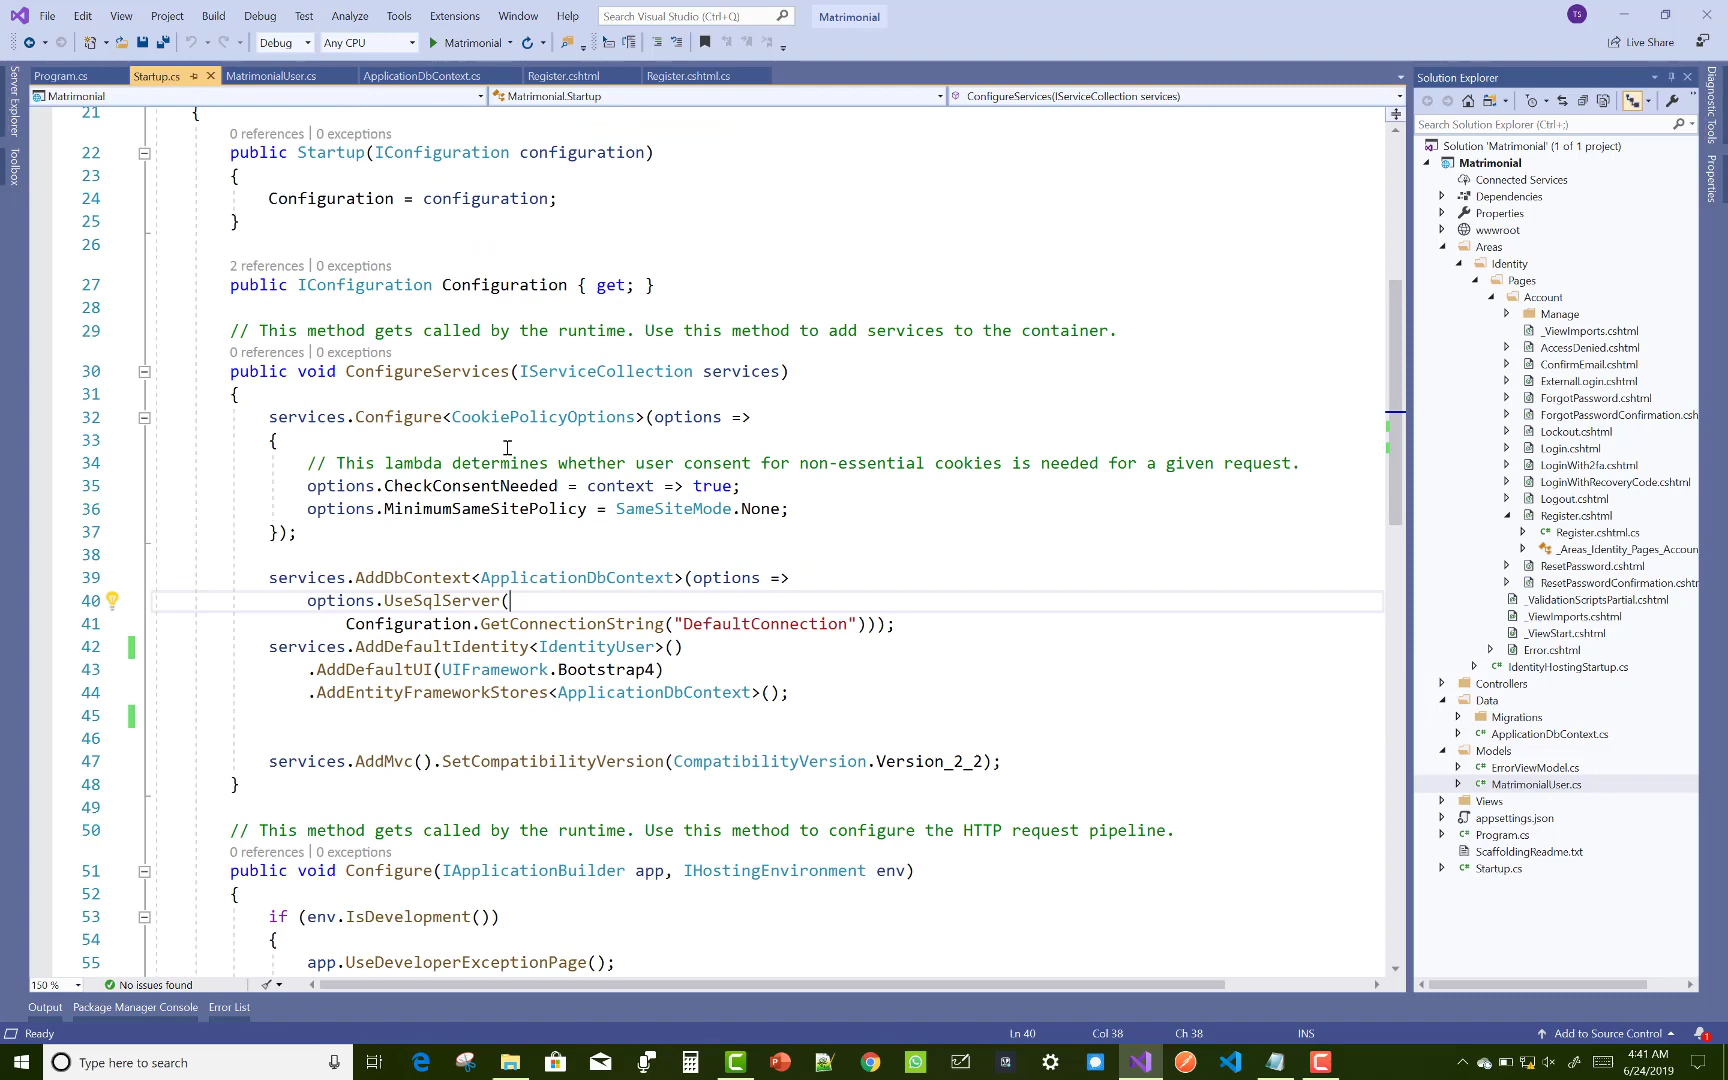 File Edit View Project Build Debug Test Analyze Tools Extensions Window Help Search Visual Studio (Ctrl+Q) Matrimonial TS
Debug Any CPU Matrimonial Live Share
Program.cs Startup.cs MatrimonialUser.cs ApplicationDbContext.cs Register.cshtml Register.cshtml.cs
Matrimonial Matrimonial.Startup ConfigureServices(IServiceCollection services)
Server Explorer
Toolbox
21 {
0 references | 0 exceptions
22 public Startup(IConfiguration configuration)
23 {
24 Configuration = configuration;
25 }
26
2 references | 0 exceptions
27 public IConfiguration Configuration { get; }
28
29 // This method gets called by the runtime. Use this method to add services to the container.
0 references | 0 exceptions
30 public void ConfigureServices(IServiceCollection services)
31 {
32 services.Configure<CookiePolicyOptions>(options =>
33 {
34 // This lambda determines whether user consent for non-essential cookies is needed for a given request.
35 options.CheckConsentNeeded = context => true;
36 options.MinimumSameSitePolicy = SameSiteMode.None;
37 });
38
39 services.AddDbContext<ApplicationDbContext>(options =>
40 options.UseSqlServer(
41 Configuration.GetConnectionString("DefaultConnection")));
42 services.AddDefaultIdentity<IdentityUser>()
43 .AddDefaultUI(UIFramework.Bootstrap4)
44 .AddEntityFrameworkStores<ApplicationDbContext>();
45
46
47 services.AddMvc().SetCompatibilityVersion(CompatibilityVersion.Version_2_2);
48 }
49
50 // This method gets called by the runtime. Use this method to configure the HTTP request pipeline.
0 references | 0 exceptions
51 public void Configure(IApplicationBuilder app, IHostingEnvironment env)
52 {
53 if (env.IsDevelopment())
54 {
55 app.UseDeveloperExceptionPage();
150 % No issues found
Output Package Manager Console Error List
Solution Explorer
Search Solution Explorer (Ctrl+;)
Solution 'Matrimonial' (1 of 1 project)
Matrimonial
Connected Services
Dependencies
Properties
wwwroot
Areas
Identity
Pages
Account
Manage
_ViewImports.cshtml
AccessDenied.cshtml
ConfirmEmail.cshtml
ExternalLogin.cshtml
ForgotPassword.cshtml
ForgotPasswordConfirmation.csh
Lockout.cshtml
Login.cshtml
LoginWith2fa.cshtml
LoginWithRecoveryCode.cshtml
Logout.cshtml
Register.cshtml
Register.cshtml.cs
_Areas_Identity_Pages_Accoun
ResetPassword.cshtml
ResetPasswordConfirmation.cshtr
_ValidationScriptsPartial.cshtml
_ViewImports.cshtml
_ViewStart.cshtml
Error.cshtml
IdentityHostingStartup.cs
Controllers
Data
Migrations
ApplicationDbContext.cs
Models
ErrorViewModel.cs
MatrimonialUser.cs
Views
appsettings.json
Program.cs
ScaffoldingReadme.txt
Startup.cs
Diagnostic Tools
Properties
Ready Ln 40 Col 38 Ch 38 INS Add to Source Control 1
Type here to search 4:41 AM
6/24/2019